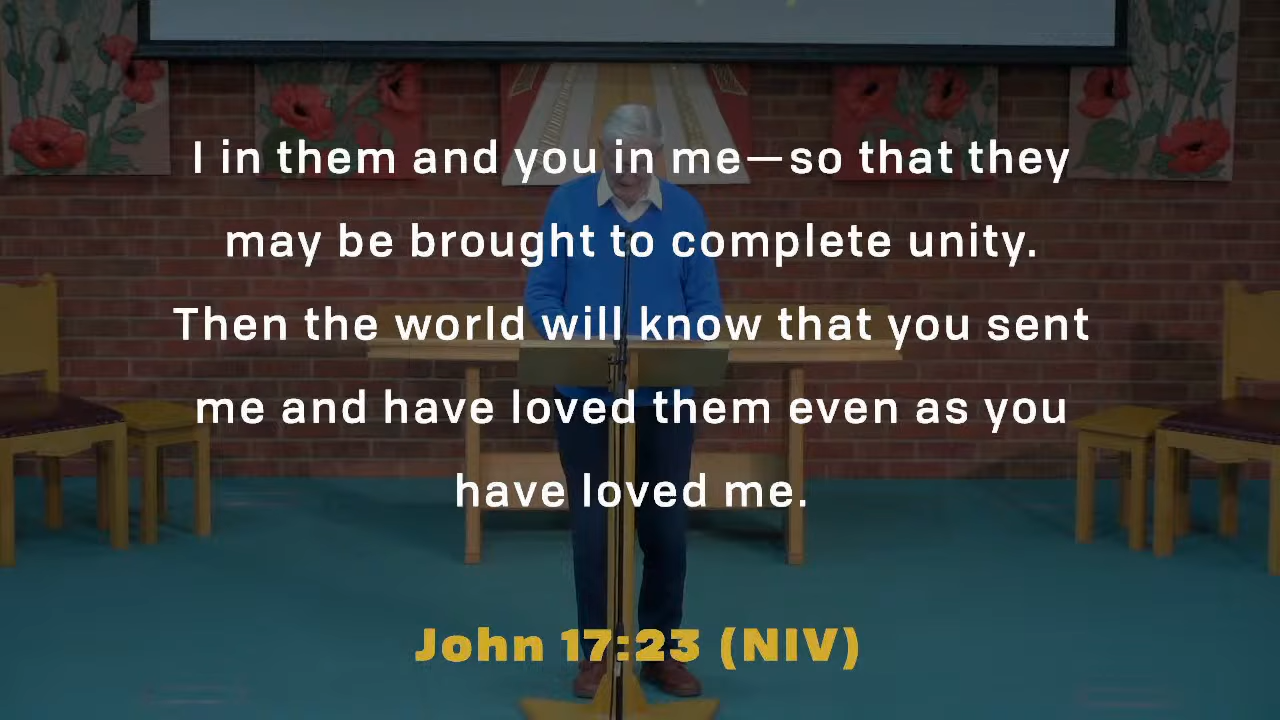 I in them and you in me—so that they
may be brought to complete unity.
Then the world will know that you sent
me and have loved them even as you
have loved me.
John 17:23 (NIV)